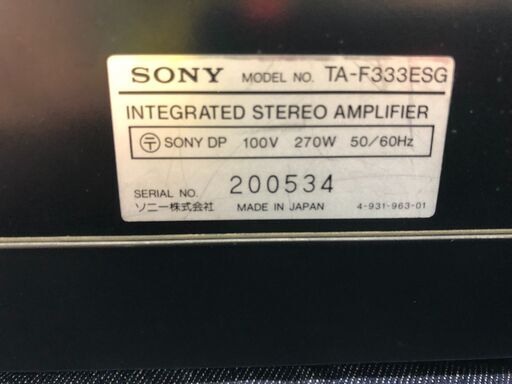 SONY MODEL NO. TA-F333ESG
INTEGRATED STEREO AMPLIFIER
〒 SONY DP 100V 270W 50/60Hz
SERIAL NO. 200534
ソニー株式会社 MADE IN JAPAN 4-931-963-01